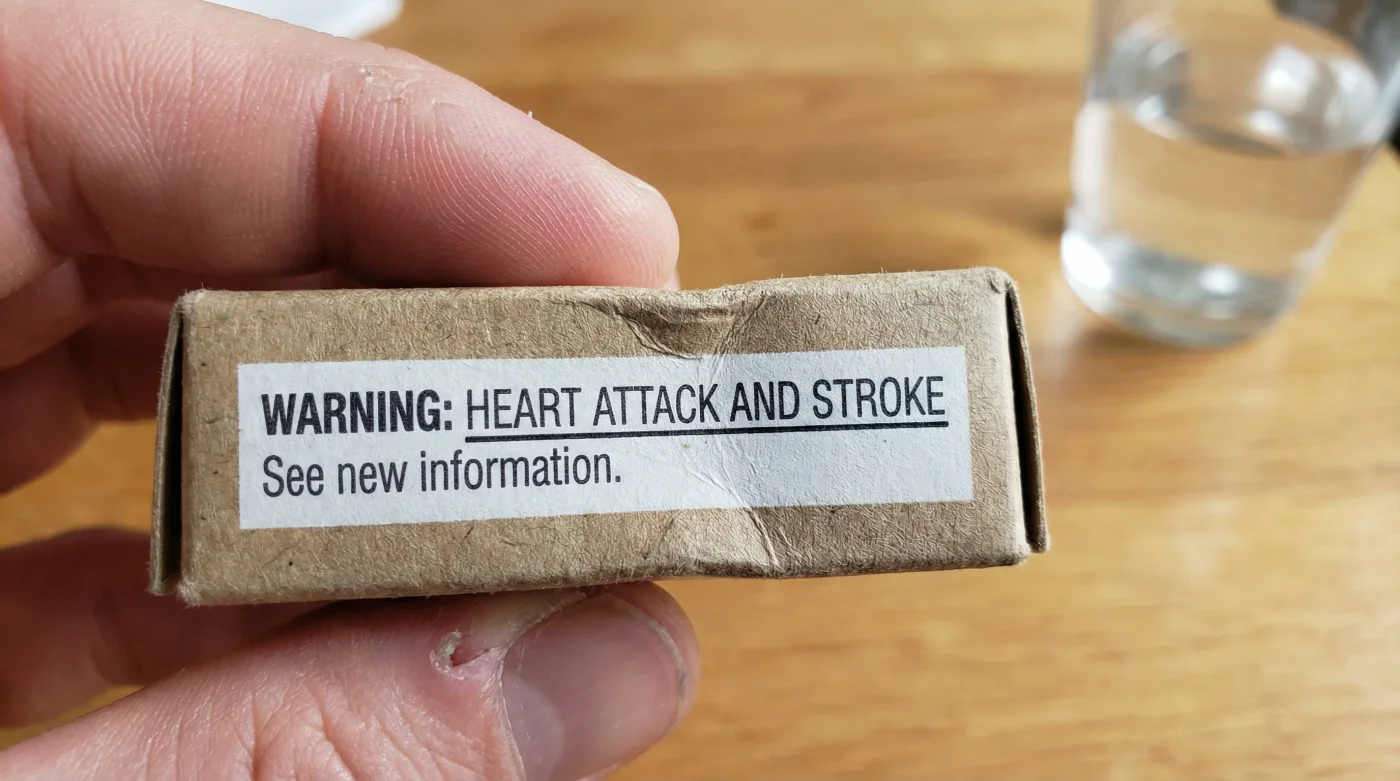 WARNING: HEART ATTACK AND STROKE
See new information.